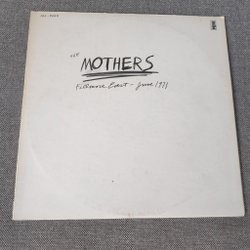 THE
MOTHERS
Fillmore East - June 1971